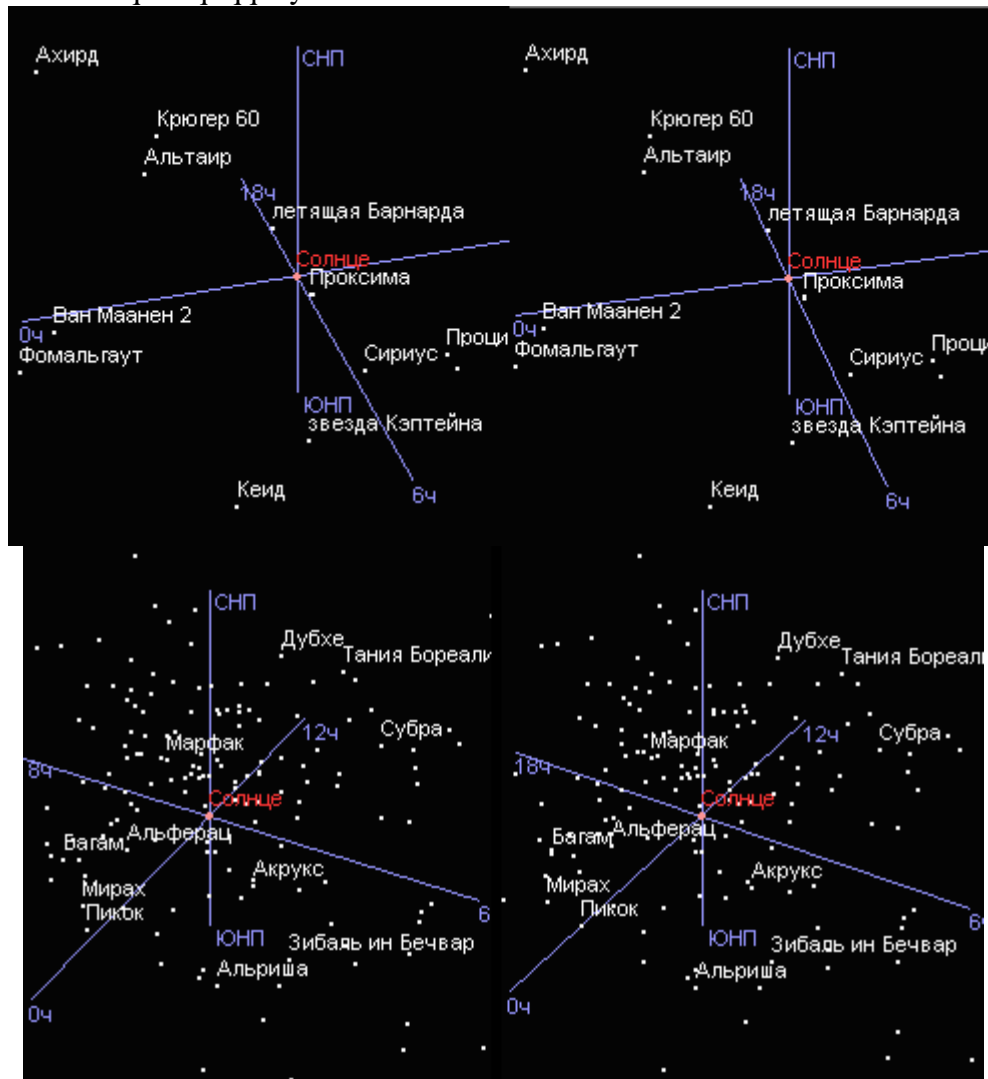 Ахирд
СНП
Крюгер 60
Альтаир
18ч
летящая Барнарда
Солнце
Проксима
Ван Маанен 2
0ч
Фомальгаут
Проци
Сириус
ЮНП
звезда Кэптейна
Кеид
6ч
Ахирд
СНП
Крюгер 60
Альтаир
18ч
летящая Барнарда
Солнце
Проксима
Ван Маанен 2
0ч
Фомальгаут
Проци
Сириус
ЮНП
звезда Кэптейна
Кеид
6ч
СНП
Дубхе
Тания Бореали
12ч
Субра
Марфак
8ч
Солнце
Альферац
Багам
Акрукс
Мирах
Пикок
6
ЮНП
Зибаль ин Бечвар
Альриша
0ч
СНП
Дубхе
Тания Бореали
12ч
Субра
Марфак
18ч
Солнце
Альферац
Багам
Акрукс
Мирах
Пикок
6ч
ЮНП
Зибаль ин Бечвар
Альриша
0ч